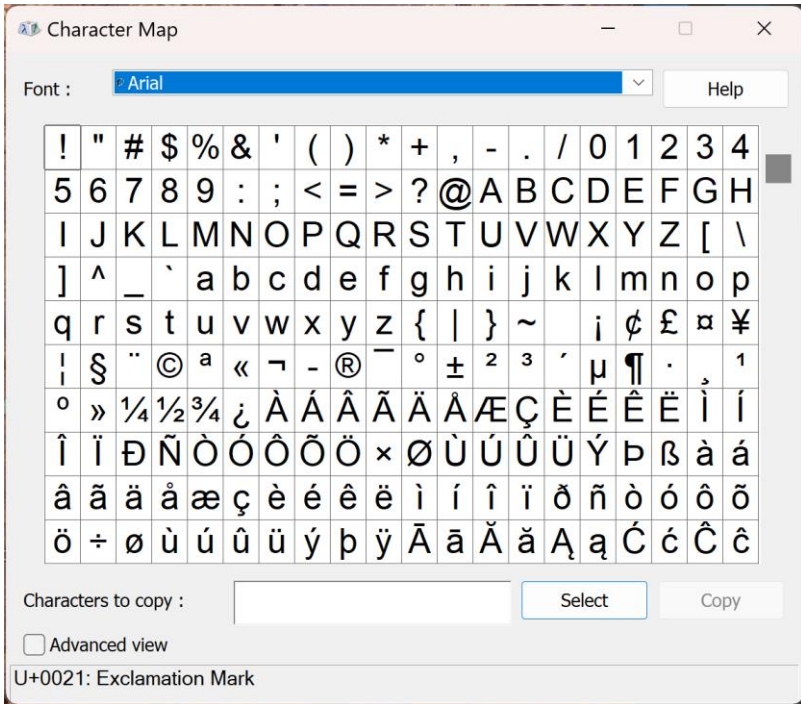 Character Map
Font :
Arial
Help
! " # $ % & ' ( ) * + , - . / 0 1 2 3 4
5 6 7 8 9 : ; < = > ? @ A B C D E F G H
I J K L M N O P Q R S T U V W X Y Z [ \
] ^ _ ` a b c d e f g h i j k l m n o p
q r s t u v w x y z { | } ~   ¡ ¢ £ ¤ ¥
¦ § ¨ © ª « ¬ - ® ¯ ° ± ² ³ ´ µ ¶ · ¸ ¹
º » ¼ ½ ¾ ¿ À Á Â Ã Ä Å Æ Ç È É Ê Ë Ì Í
Î Ï Ð Ñ Ò Ó Ô Õ Ö × Ø Ù Ú Û Ü Ý Þ ß à á
â ã ä å æ ç è é ê ë ì í î ï ð ñ ò ó ô õ
ö ÷ ø ù ú û ü ý þ ÿ Ā ā Ă ă Ą ą Ć ć Ĉ ĉ
Characters to copy :
Select
Copy
Advanced view
U+0021: Exclamation Mark